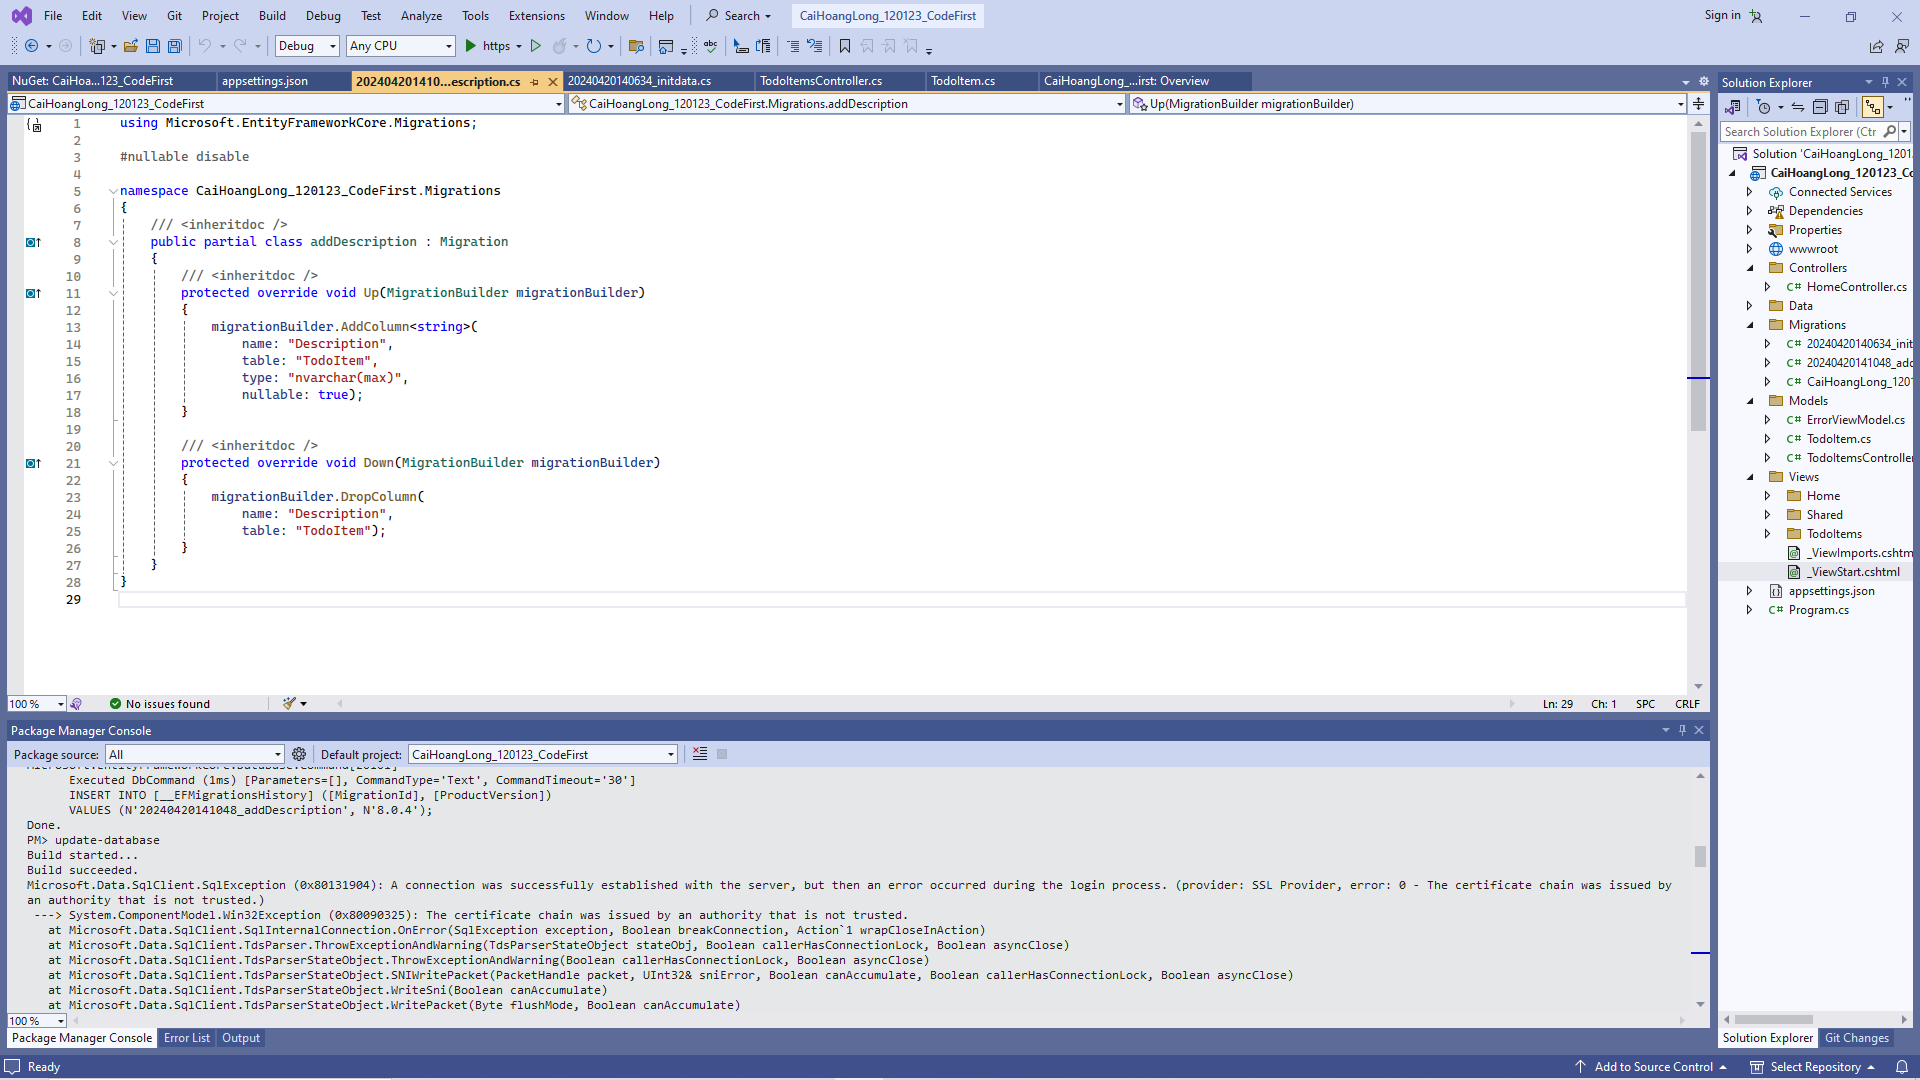 File Edit View Git Project Build Debug Test Analyze Tools Extensions Window Help Search CaiHoangLong_120123_CodeFirst Sign in
Debug Any CPU https
NuGet: CaiHoa...123_CodeFirst appsettings.json 202404201410...escription.cs 20240420140634_initdata.cs TodoItemsController.cs TodoItem.cs CaiHoangLong_...irst: Overview
CaiHoangLong_120123_CodeFirst CaiHoangLong_120123_CodeFirst.Migrations.addDescription Up(MigrationBuilder migrationBuilder)
1 using Microsoft.EntityFrameworkCore.Migrations;
2
3 #nullable disable
4
5 namespace CaiHoangLong_120123_CodeFirst.Migrations
6 {
7 /// <inheritdoc />
8 public partial class addDescription : Migration
9 {
10 /// <inheritdoc />
11 protected override void Up(MigrationBuilder migrationBuilder)
12 {
13 migrationBuilder.AddColumn<string>(
14 name: "Description",
15 table: "TodoItem",
16 type: "nvarchar(max)",
17 nullable: true);
18 }
19
20 /// <inheritdoc />
21 protected override void Down(MigrationBuilder migrationBuilder)
22 {
23 migrationBuilder.DropColumn(
24 name: "Description",
25 table: "TodoItem");
26 }
27 }
28 }
29
100 % No issues found Ln: 29 Ch: 1 SPC CRLF
Package Manager Console
Package source: All Default project: CaiHoangLong_120123_CodeFirst
Executed DbCommand (1ms) [Parameters=[], CommandType='Text', CommandTimeout='30']
INSERT INTO [__EFMigrationsHistory] ([MigrationId], [ProductVersion])
VALUES (N'20240420141048_addDescription', N'8.0.4');
Done.
PM> update-database
Build started...
Build succeeded.
Microsoft.Data.SqlClient.SqlException (0x80131904): A connection was successfully established with the server, but then an error occurred during the login process. (provider: SSL Provider, error: 0 - The certificate chain was issued by
an authority that is not trusted.)
---> System.ComponentModel.Win32Exception (0x80090325): The certificate chain was issued by an authority that is not trusted.
at Microsoft.Data.SqlClient.SqlInternalConnection.OnError(SqlException exception, Boolean breakConnection, Action`1 wrapCloseInAction)
at Microsoft.Data.SqlClient.TdsParser.ThrowExceptionAndWarning(TdsParserStateObject stateObj, Boolean callerHasConnectionLock, Boolean asyncClose)
at Microsoft.Data.SqlClient.TdsParserStateObject.ThrowExceptionAndWarning(Boolean callerHasConnectionLock, Boolean asyncClose)
at Microsoft.Data.SqlClient.TdsParserStateObject.SNIWritePacket(PacketHandle packet, UInt32& sniError, Boolean canAccumulate, Boolean callerHasConnectionLock, Boolean asyncClose)
at Microsoft.Data.SqlClient.TdsParserStateObject.WriteSni(Boolean canAccumulate)
at Microsoft.Data.SqlClient.TdsParserStateObject.WritePacket(Byte flushMode, Boolean canAccumulate)
100 %
Package Manager Console Error List Output
Solution Explorer
Search Solution Explorer (Ctr
Solution 'CaiHoangLong_1201
CaiHoangLong_120123_Co
Connected Services
Dependencies
Properties
wwwroot
Controllers
C# HomeController.cs
Data
Migrations
C# 20240420140634_init
C# 20240420141048_add
C# CaiHoangLong_1201
Models
C# ErrorViewModel.cs
C# TodoItem.cs
C# TodoItemsController
Views
Home
Shared
TodoItems
_ViewImports.cshtm
_ViewStart.cshtml
appsettings.json
C# Program.cs
Solution Explorer Git Changes
Ready Add to Source Control Select Repository